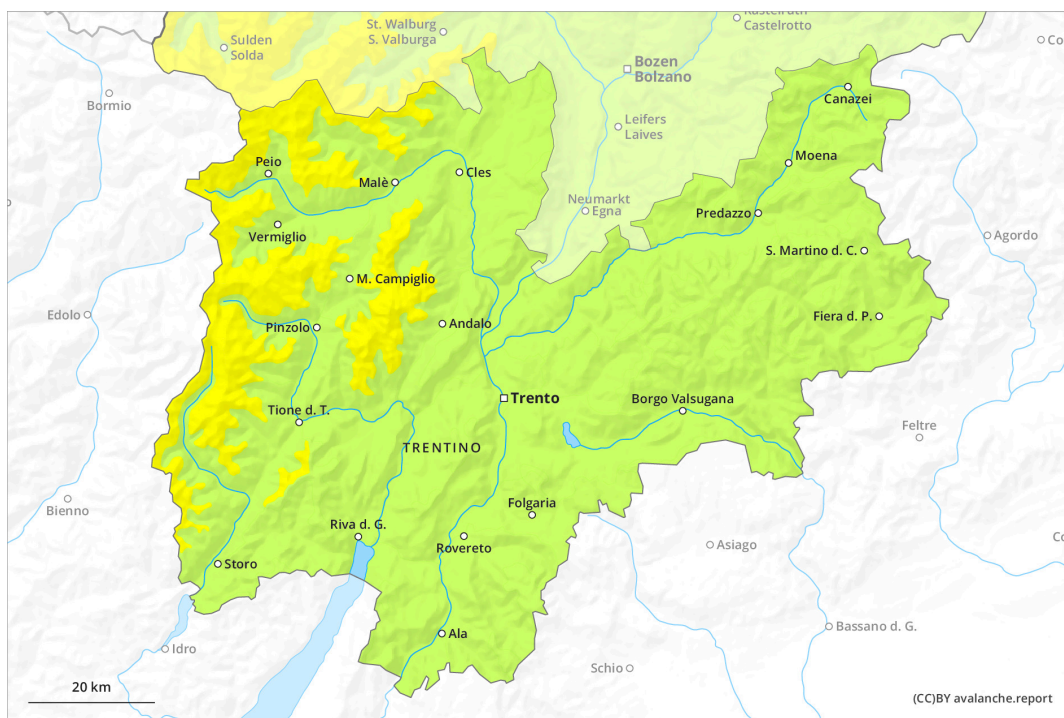 St. Walburg
S. Valburga
Kastelruth
Castelrotto
Sulden
Solda
Bozen
Bolzano
Bormio
Canazei
Leifers
Laives
Moena
Peio
Malè
Cles
Neumarkt
Egna
Predazzo
Vermiglio
S. Martino d. C.
Agordo
M. Campiglio
Edolo
Pinzolo
Andalo
Fiera d. P.
Trento
Borgo Valsugana
Tione d. T.
Feltre
TRENTINO
Bienno
Folgaria
Riva d. G.
Rovereto
Asiago
Storo
Ala
Bassano d. G.
Idro
Schio
20 km
(CC)BY avalanche.report